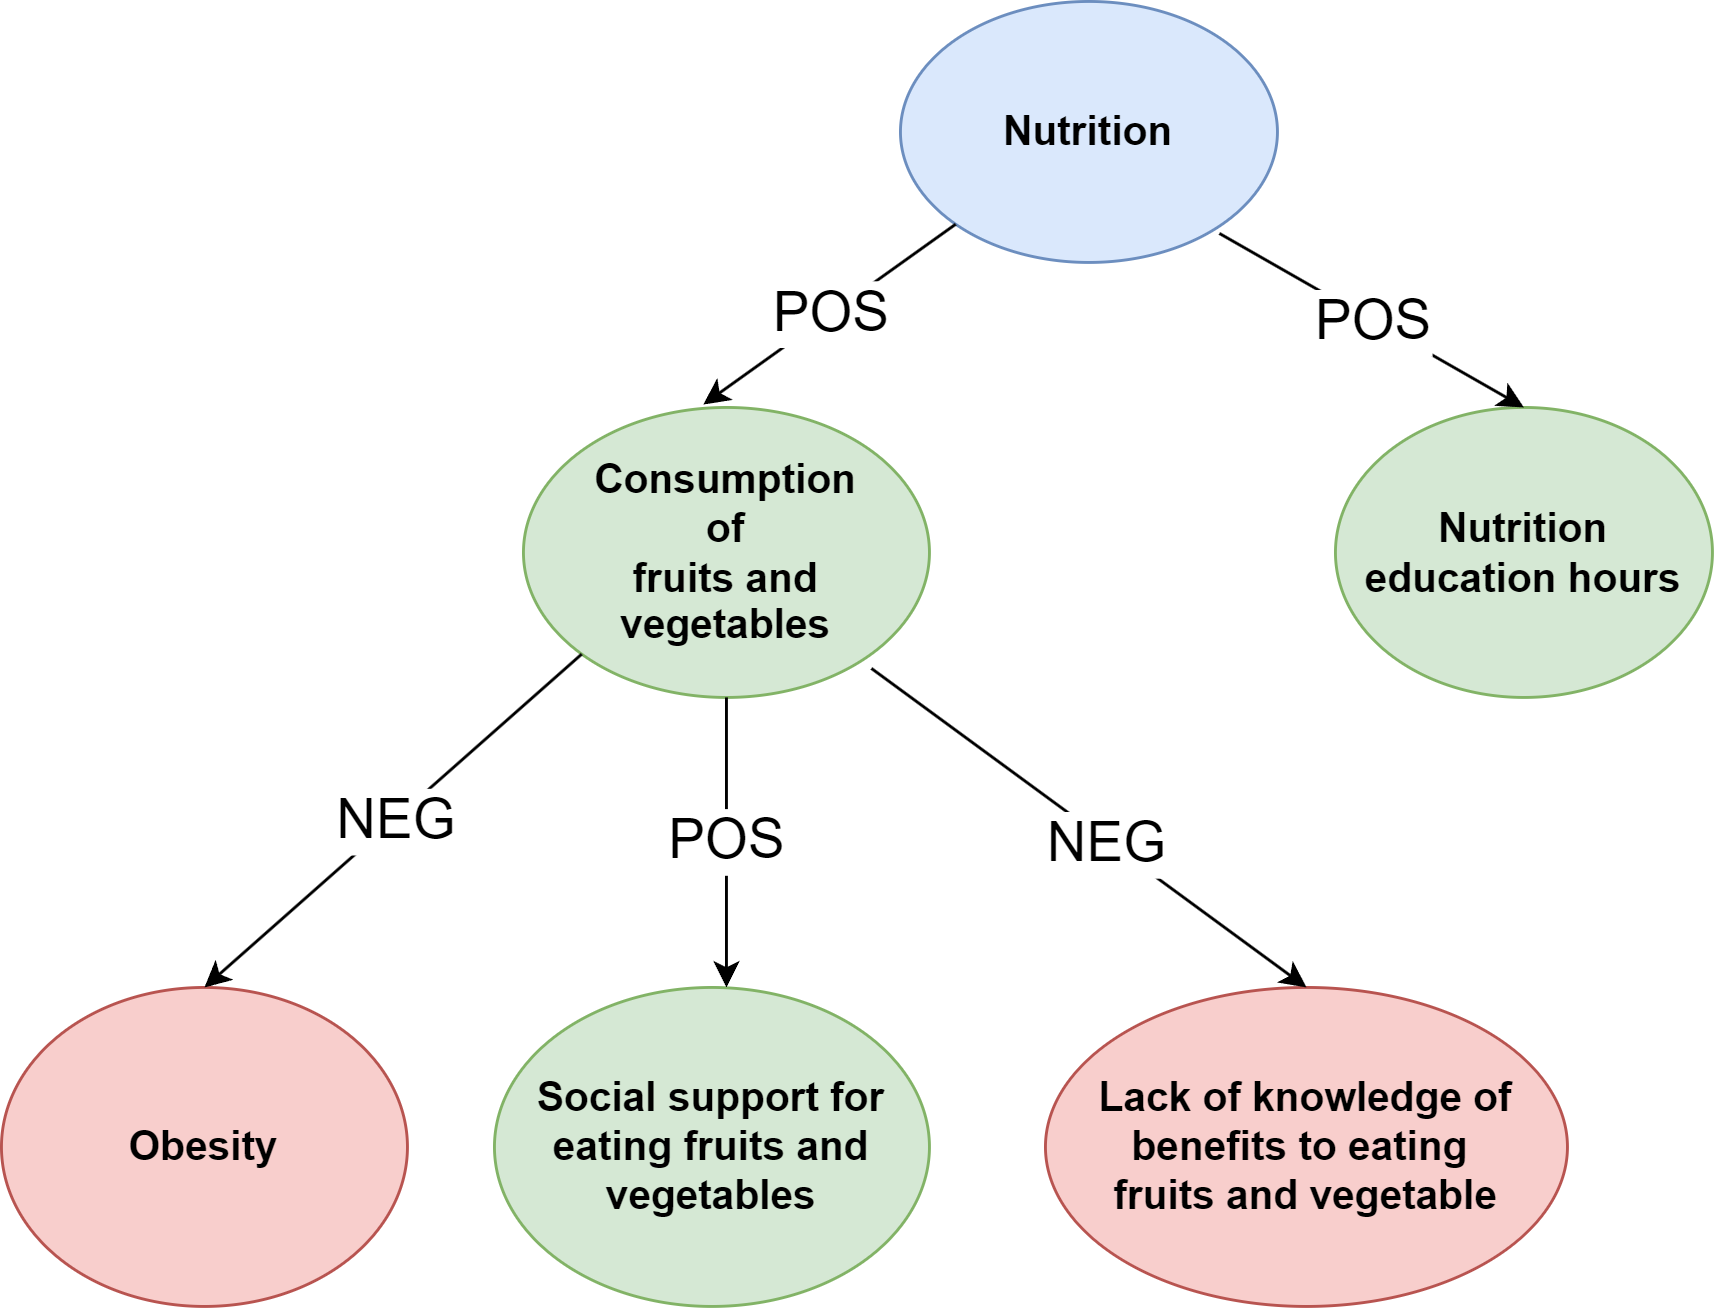 Nutrition
POS
POS
Consumption
of
fruits and
vegetables
Nutrition
education hours
NEG
POS
NEG
Obesity
Social support for
eating fruits and
vegetables
Lack of knowledge of
benefits to eating
fruits and vegetable